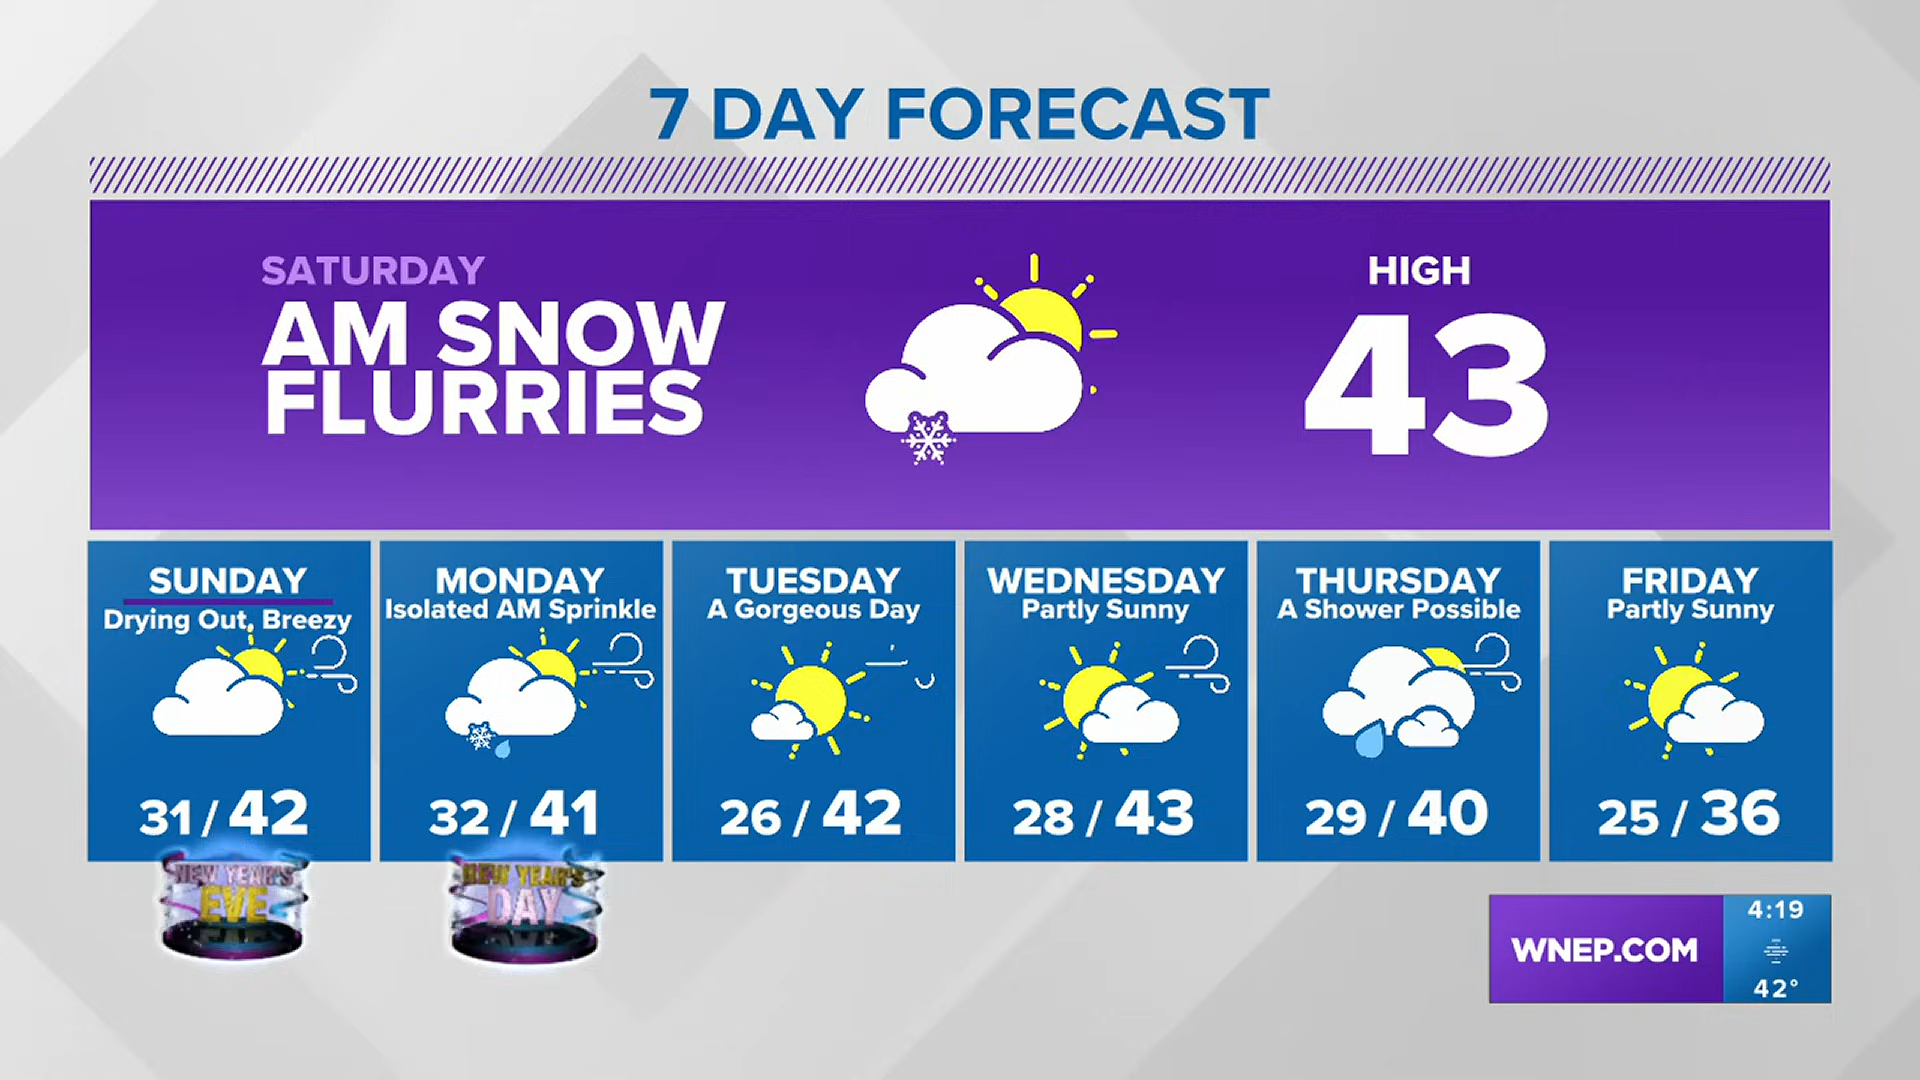 7 DAY FORECAST
SATURDAY
AM SNOW
FLURRIES
HIGH
43
SUNDAY
Drying Out, Breezy
31 / 42
NEW YEAR'S
EVE
MONDAY
Isolated AM Sprinkle
32 / 41
NEW YEAR'S
DAY
TUESDAY
A Gorgeous Day
26 / 42
WEDNESDAY
Partly Sunny
28 / 43
THURSDAY
A Shower Possible
29 / 40
FRIDAY
Partly Sunny
25 / 36
WNEP.COM
4:19
42°